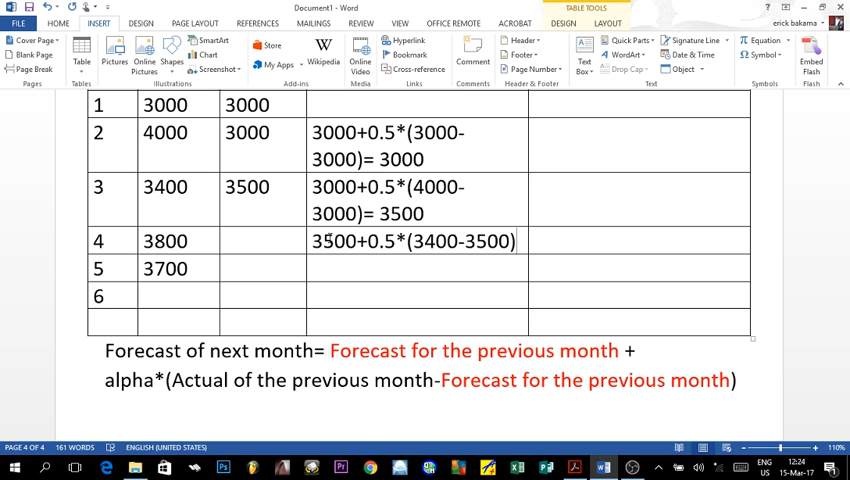 Document1 - Word
TABLE TOOLS
FILE HOME INSERT DESIGN PAGE LAYOUT REFERENCES MAILINGS REVIEW VIEW OFFICE REMOTE ACROBAT DESIGN LAYOUT
erick bakama
Cover Page
Blank Page
Page Break
Pages
Table
Tables
Pictures
Online Pictures
Shapes
SmartArt
Chart
Screenshot
Illustrations
Store
My Apps
Wikipedia
Add-ins
Online Video
Media
Hyperlink
Bookmark
Cross-reference
Links
Comment
Comments
Header
Footer
Page Number
Header & Footer
Text Box
Quick Parts
WordArt
Drop Cap
Signature Line
Date & Time
Object
Text
Equation
Symbol
Symbols
Embed Flash
Flash
1 3000 3000
2 4000 3000 3000+0.5*(3000-
3000)= 3000
3 3400 3500 3000+0.5*(4000-
3000)= 3500
4 3800 3500+0.5*(3400-3500)
5 3700
6
Forecast of next month= Forecast for the previous month +
alpha*(Actual of the previous month-Forecast for the previous month)
PAGE 4 OF 4 161 WORDS ENGLISH (UNITED STATES) 110%
ENG 12:24
US 15-Mar-17